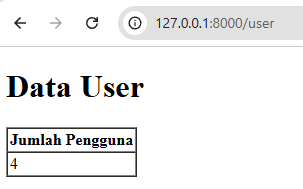 127.0.0.1:8000/user
Data User
Jumlah Pengguna
4